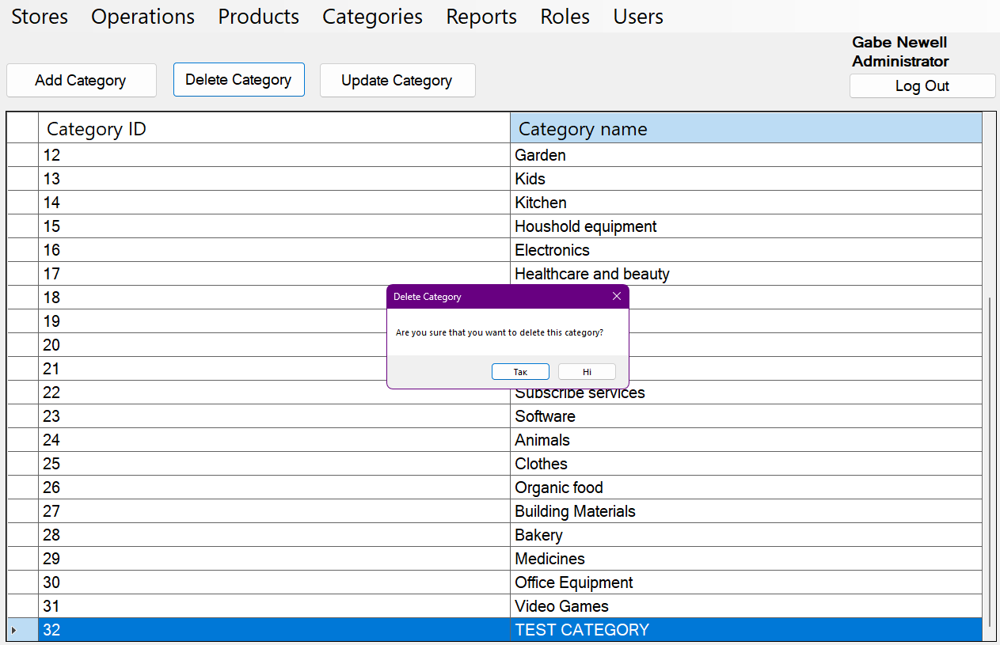 Stores Operations Products Categories Reports Roles Users
Gabe Newell
Administrator
Add Category Delete Category Update Category Log Out
Category ID Category name
12 Garden
13 Kids
14 Kitchen
15 Houshold equipment
16 Electronics
17 Healthcare and beauty
18
Delete Category
19
Are you sure that you want to delete this category?
20
21
Так Ні
22 Subscribe services
23 Software
24 Animals
25 Clothes
26 Organic food
27 Building Materials
28 Bakery
29 Medicines
30 Office Equipment
31 Video Games
32 TEST CATEGORY